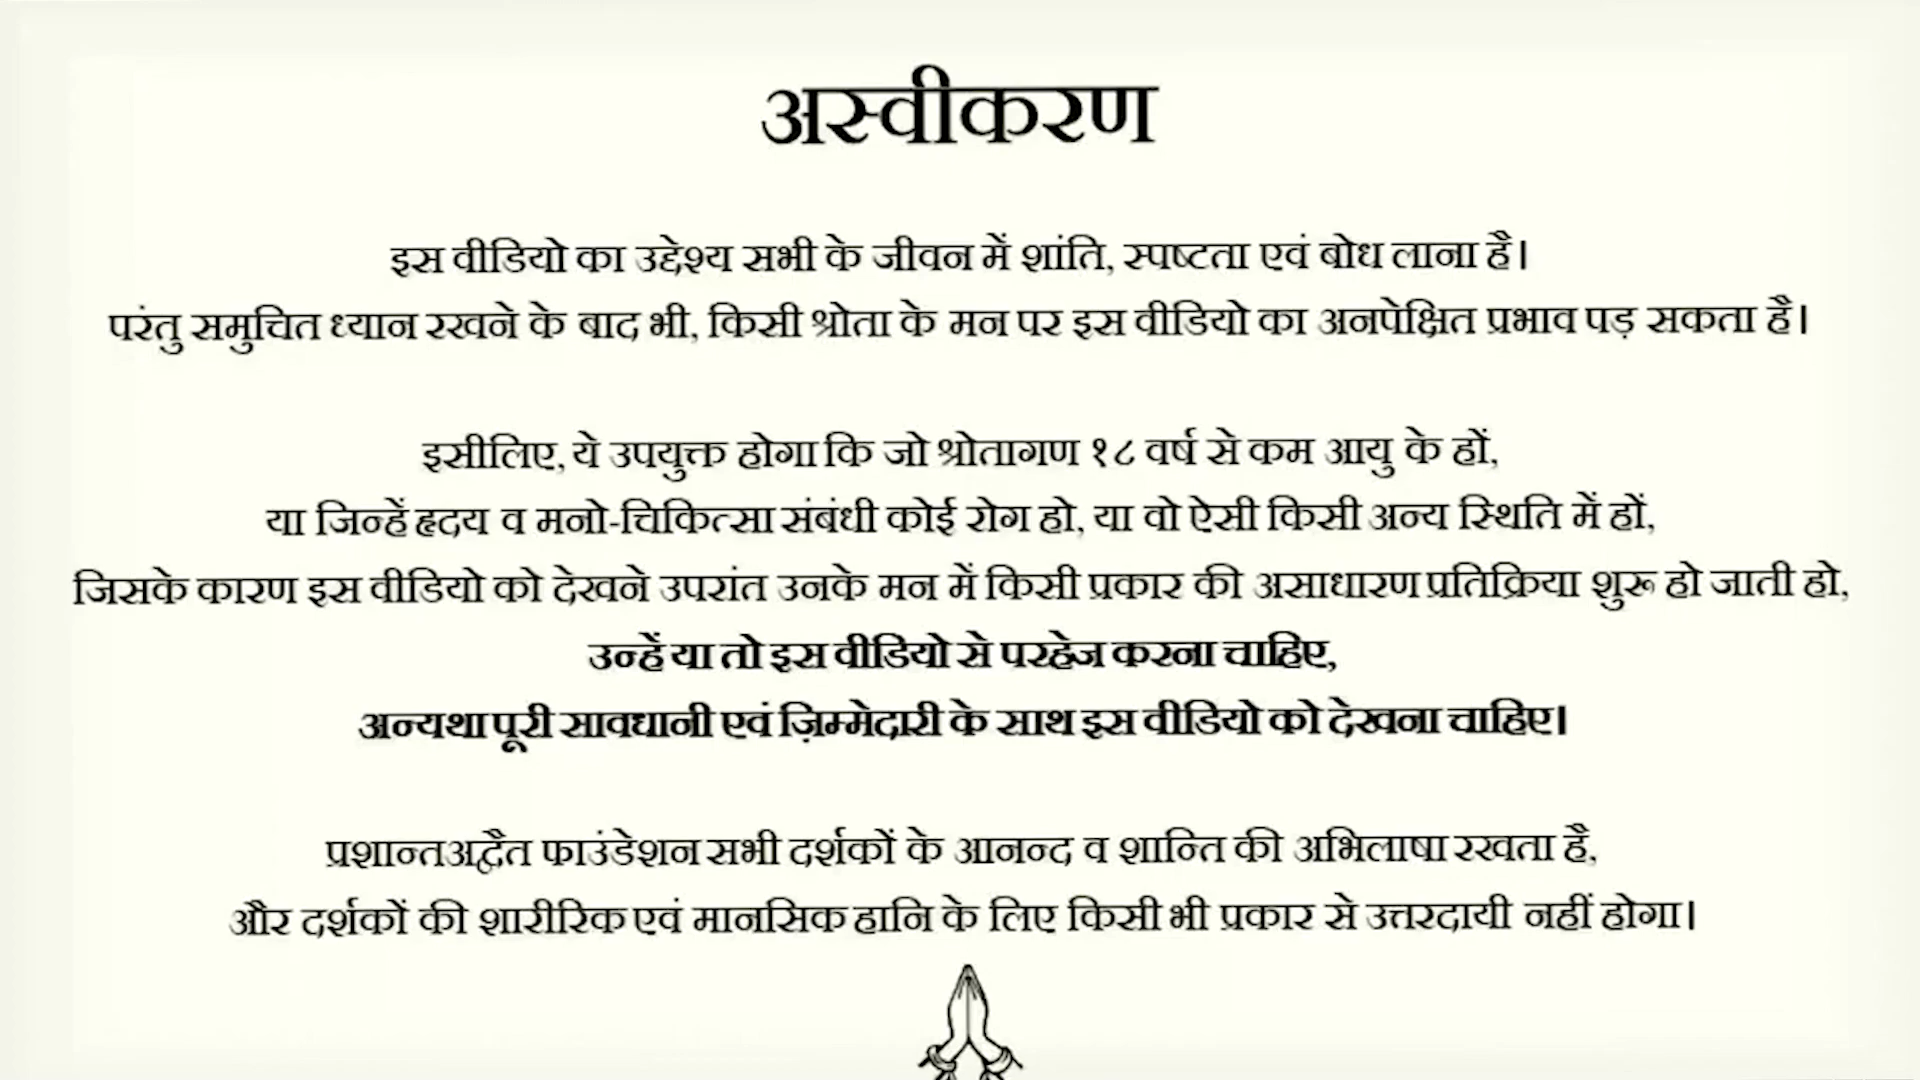 अस्वीकरण
इस वीडियो का उद्देश्य सभी के जीवन में शांति, स्पष्टता एवं बोध लाना है।
परंतु समुचित ध्यान रखने के बाद भी, किसी श्रोता के मन पर इस वीडियो का अनपेक्षित प्रभाव पड़ सकता है।
इसीलिए, ये उपयुक्त होगा कि जो श्रोतागण १८ वर्ष से कम आयु के हों,
या जिन्हें हृदय व मनो-चिकित्सा संबंधी कोई रोग हो, या वो ऐसी किसी अन्य स्थिति में हों,
जिसके कारण इस वीडियो को देखने उपरांत उनके मन में किसी प्रकार की असाधारण प्रतिक्रिया शुरू हो जाती हो,
उन्हें या तो इस वीडियो से परहेज करना चाहिए,
अन्यथा पूरी सावधानी एवं ज़िम्मेदारी के साथ इस वीडियो को देखना चाहिए।
प्रशान्तअद्वैत फाउंडेशन सभी दर्शकों के आनन्द व शान्ति की अभिलाषा रखता है,
और दर्शकों की शारीरिक एवं मानसिक हानि के लिए किसी भी प्रकार से उत्तरदायी नहीं होगा।